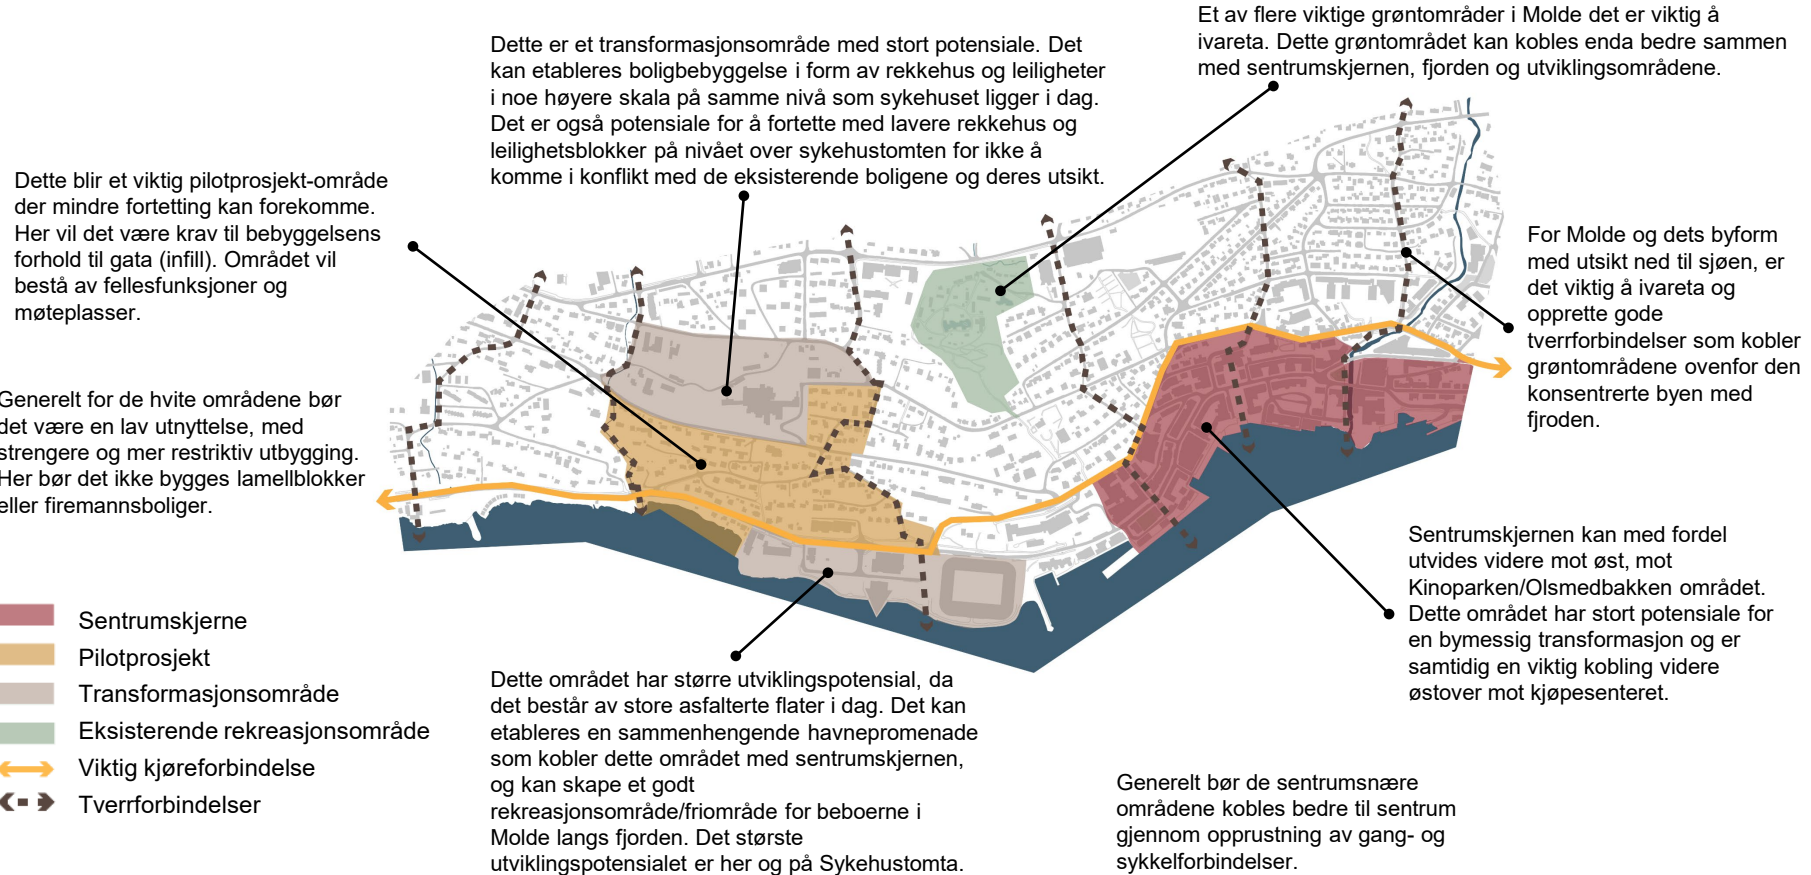 Et av flere viktige grøntområder i Molde det er viktig å
ivareta. Dette grøntområdet kan kobles enda bedre sammen
med sentrumskjernen, fjorden og utviklingsområdene.
Dette er et transformasjonsområde med stort potensiale. Det
kan etableres boligbebyggelse i form av rekkehus og leiligheter
i noe høyere skala på samme nivå som sykehuset ligger i dag.
Det er også potensiale for å fortette med lavere rekkehus og
leilighetsblokker på nivået over sykehustomten for ikke å
komme i konflikt med de eksisterende boligene og deres utsikt.
Dette blir et viktig pilotprosjekt-område
der mindre fortetting kan forekomme.
Her vil det være krav til bebyggelsens
forhold til gata (infill). Området vil
bestå av fellesfunksjoner og
møteplasser.
For Molde og dets byform
med utsikt ned til sjøen, er
det viktig å ivareta og
opprette gode
tverrforbindelser som kobler
grøntområdene ovenfor den
konsentrerte byen med
fjroden.
Generelt for de hvite områdene bør
det være en lav utnyttelse, med
strengere og mer restriktiv utbygging.
Her bør det ikke bygges lamellblokker
eller firemannsboliger.
Sentrumskjernen kan med fordel
utvides videre mot øst, mot
Kinoparken/Olsmedbakken området.
Dette området har stort potensiale for
en bymessig transformasjon og er
samtidig en viktig kobling videre
østover mot kjøpesenteret.
Sentrumskjerne
Pilotprosjekt
Transformasjonsområde
Eksisterende rekreasjonsområde
Viktig kjøreforbindelse
Tverrforbindelser
Dette området har større utviklingspotensial, da
det består av store asfalterte flater i dag. Det kan
etableres en sammenhengende havnepromenade
som kobler dette området med sentrumskjernen,
og kan skape et godt
rekreasjonsområde/friområde for beboerne i
Molde langs fjorden. Det største
utviklingspotensialet er her og på Sykehustomta.
Generelt bør de sentrumsnære
områdene kobles bedre til sentrum
gjennom opprustning av gang- og
sykkelforbindelser.